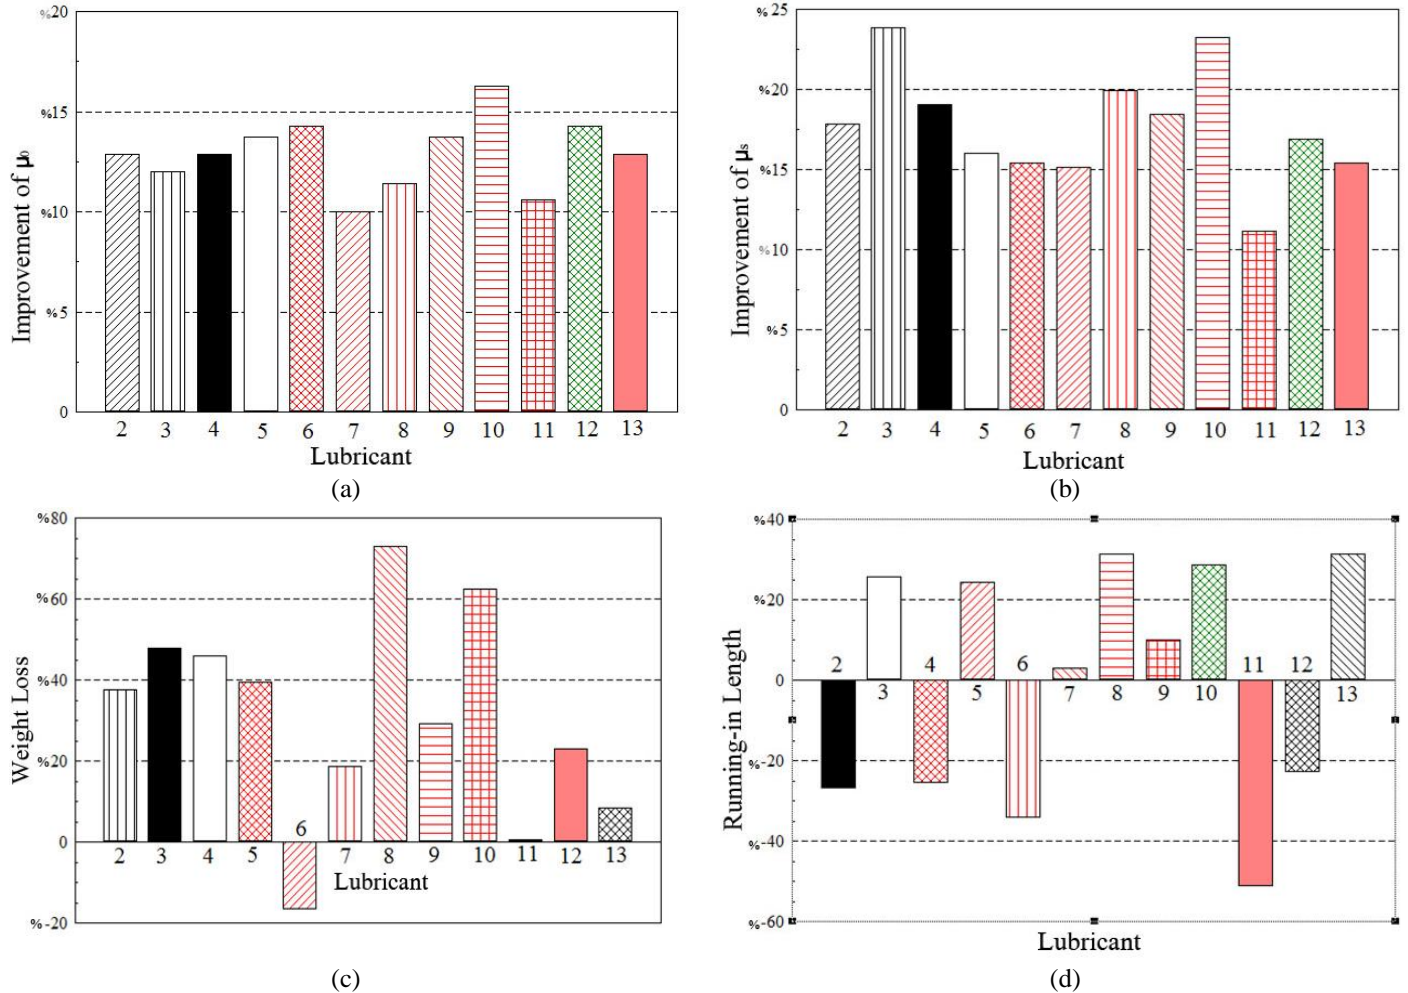 %20
%15
%10
%5
0
Improvement of μ₀
2 3 4 5 6 7 8 9 10 11 12 13
Lubricant
(a)
%25
%20
%15
%10
%5
0
Improvement of μₛ
2 3 4 5 6 7 8 9 10 11 12 13
Lubricant
(b)
%80
%60
%40
%20
0
%-20
Weight Loss
6
2 3 4 5 7 8 9 10 11 12 13
Lubricant
(c)
%40
%20
0
%-20
%-40
%-60
Running-in Length
2 4 6 11 12
3 5 7 8 9 10 13
Lubricant
(d)